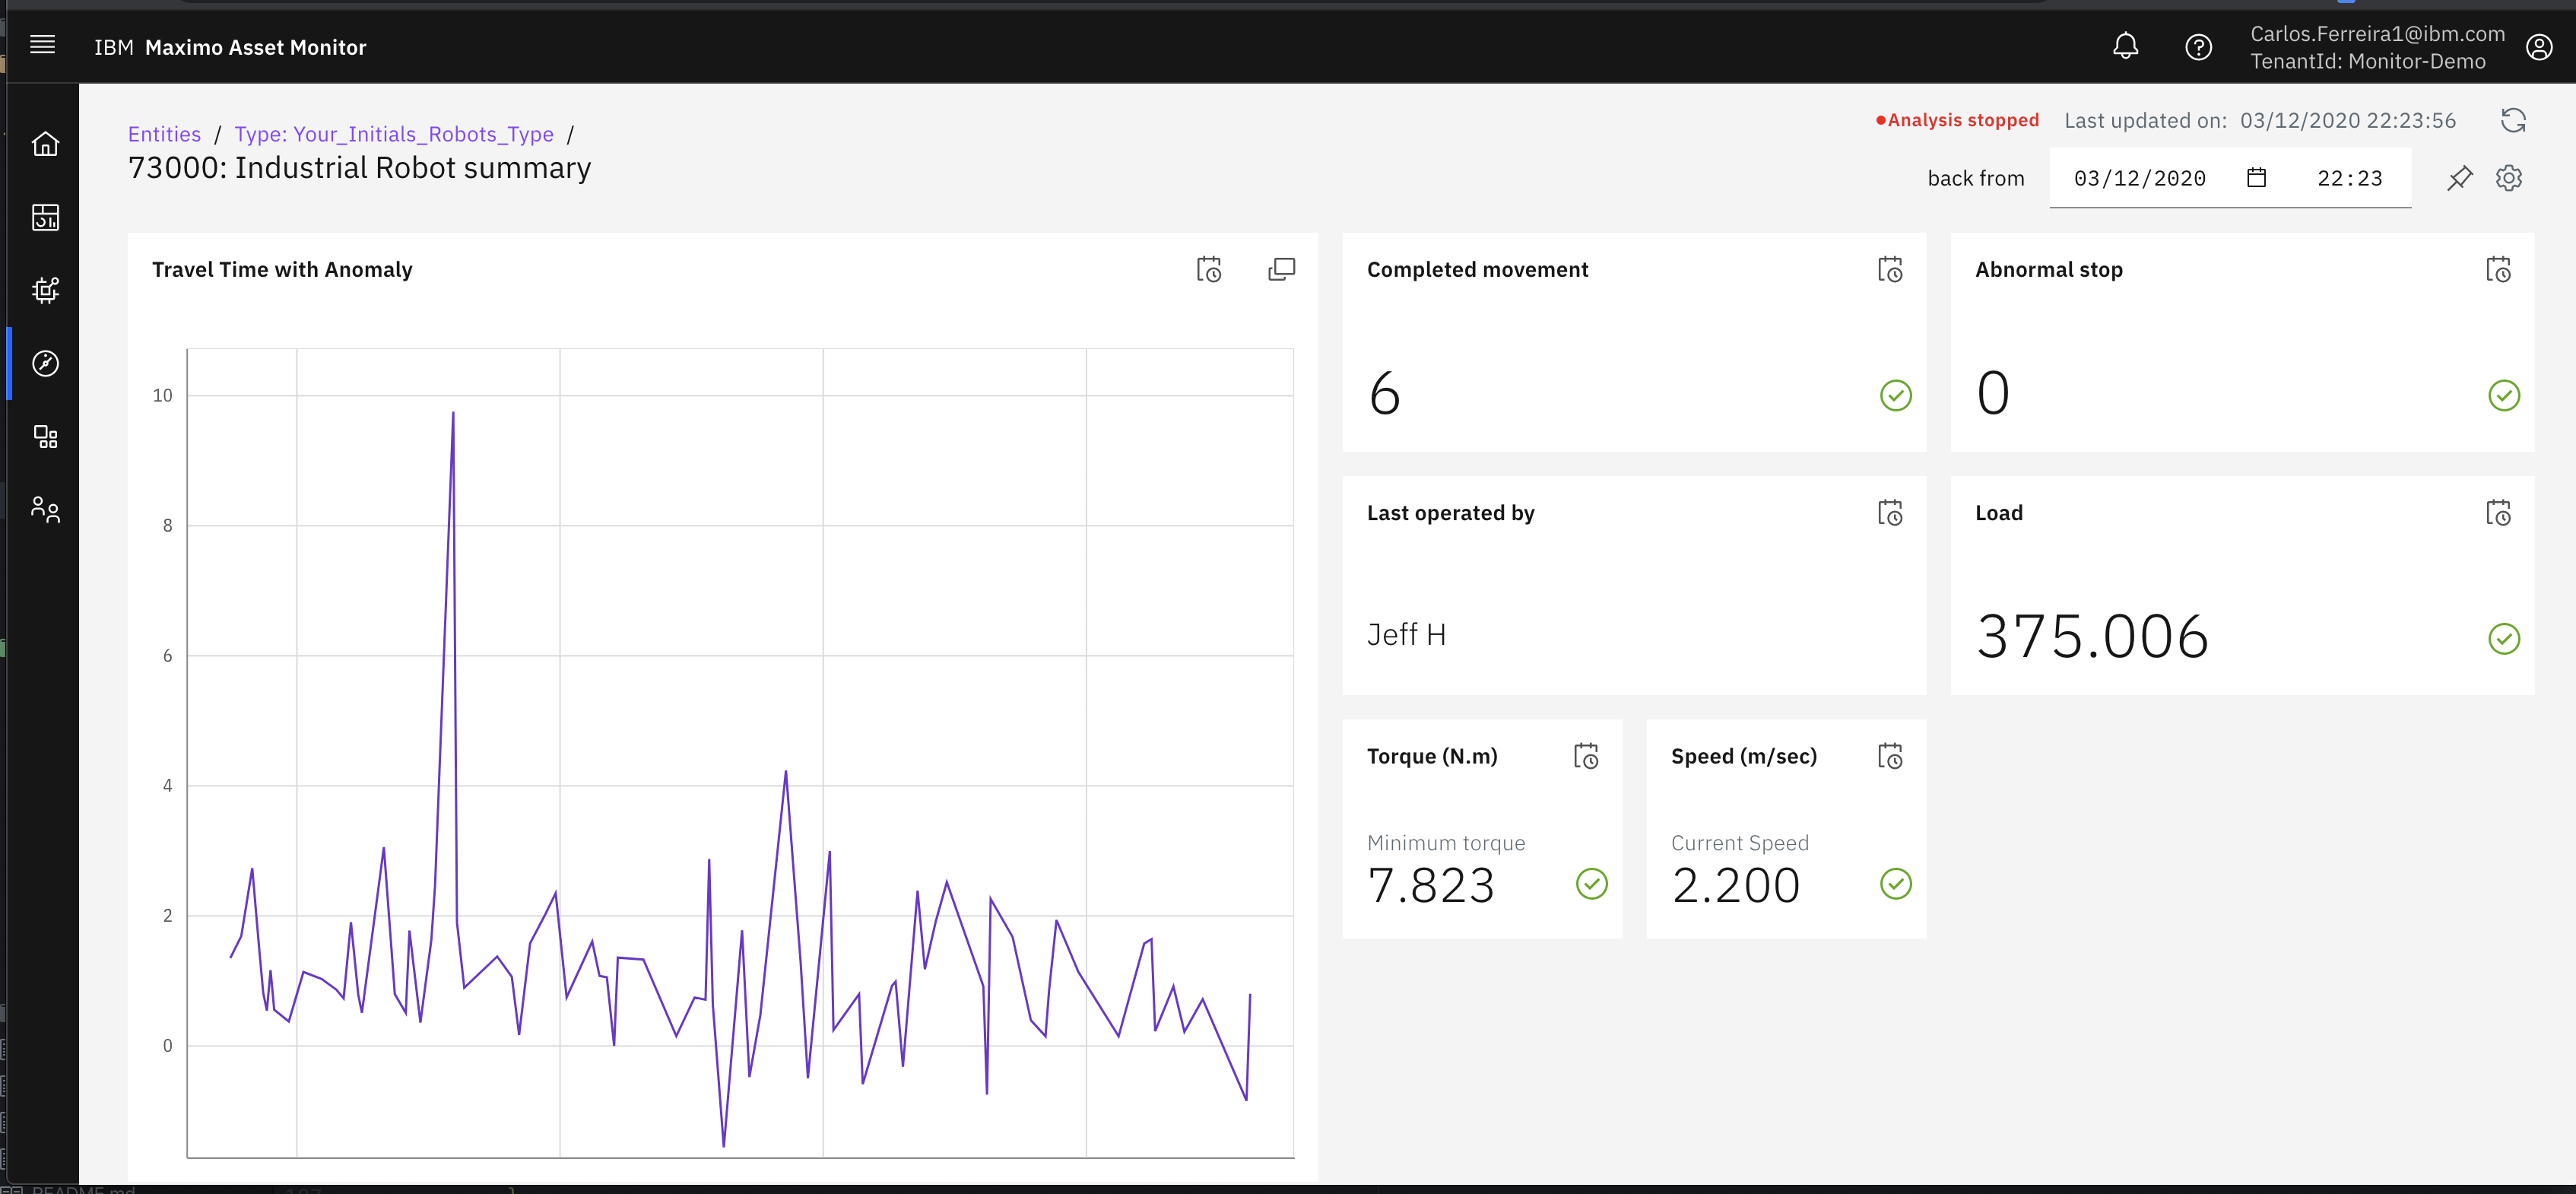 IBM Maximo Asset Monitor
Carlos.Ferreira1@ibm.com
TenantId: Monitor-Demo
Entities / Type: Your_Initials_Robots_Type /
73000: Industrial Robot summary
Analysis stopped
Last updated on: 03/12/2020 22:23:56
back from 03/12/2020 22:23
Travel Time with Anomaly
10
8
6
4
2
0
Completed movement
6
Abnormal stop
0
Last operated by
Jeff H
Load
375.006
Torque (N.m)
Minimum torque
7.823
Speed (m/sec)
Current Speed
2.200